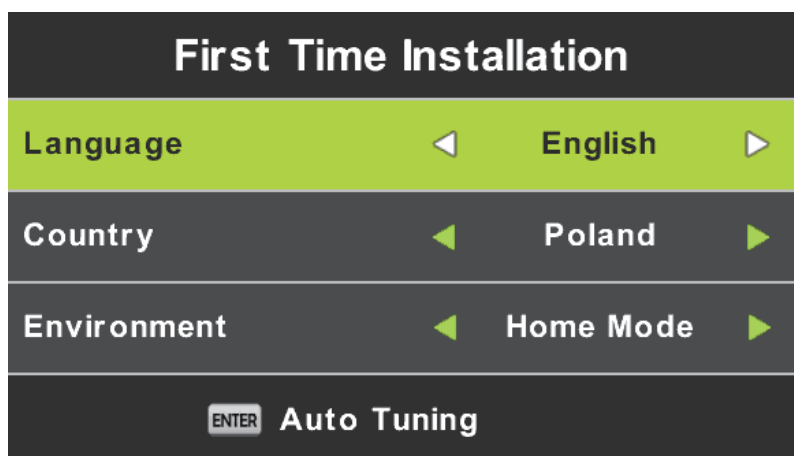 First Time Installation
Language English
Country Poland
Environment Home Mode
ENTER Auto Tuning